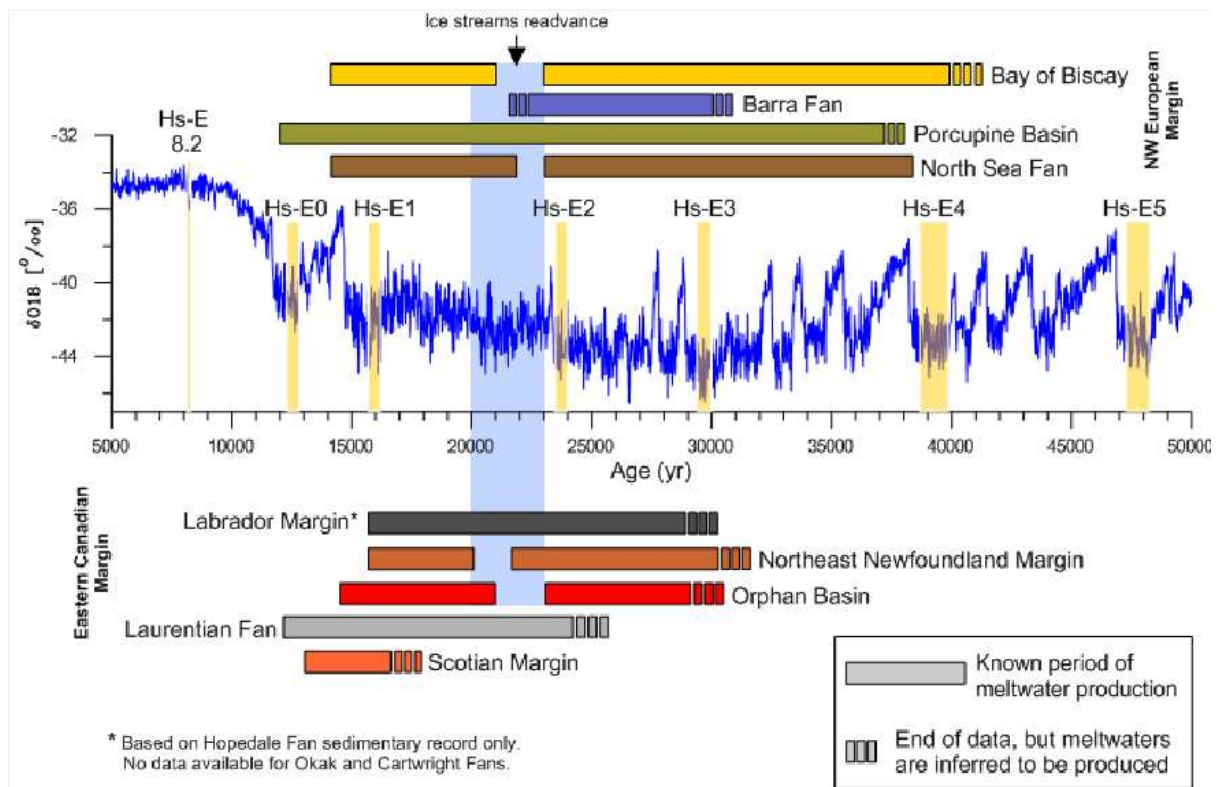 Ice streams readvance
Bay of Biscay
Barra Fan
Porcupine Basin
North Sea Fan
NW European
Margin
Hs-E
8.2
Hs-E0
Hs-E1
Hs-E2
Hs-E3
Hs-E4
Hs-E5
-32
-36
-40
-44
δO18 [°/₀₀]
5000
10000
15000
20000
25000
30000
35000
40000
45000
50000
Age (yr)
Eastern Canadian
Margin
Labrador Margin*
Northeast Newfoundland Margin
Orphan Basin
Laurentian Fan
Scotian Margin
Known period of
meltwater production
End of data, but meltwaters
are inferred to be produced
* Based on Hopedale Fan sedimentary record only.
No data available for Okak and Cartwright Fans.